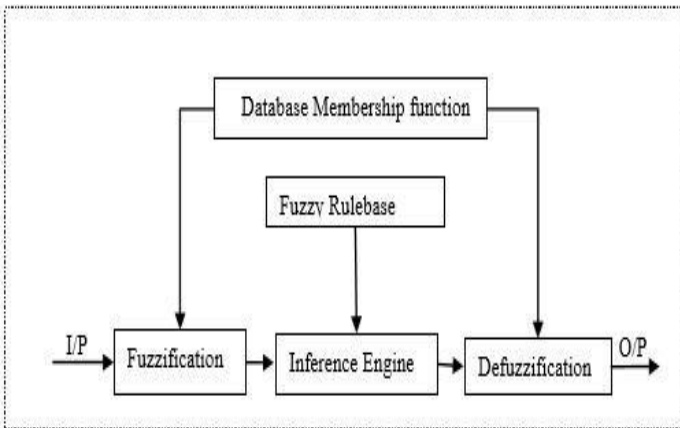 Database Membership function
Fuzzy Rulebase
I/P
Fuzzification
Inference Engine
Defuzzification
O/P